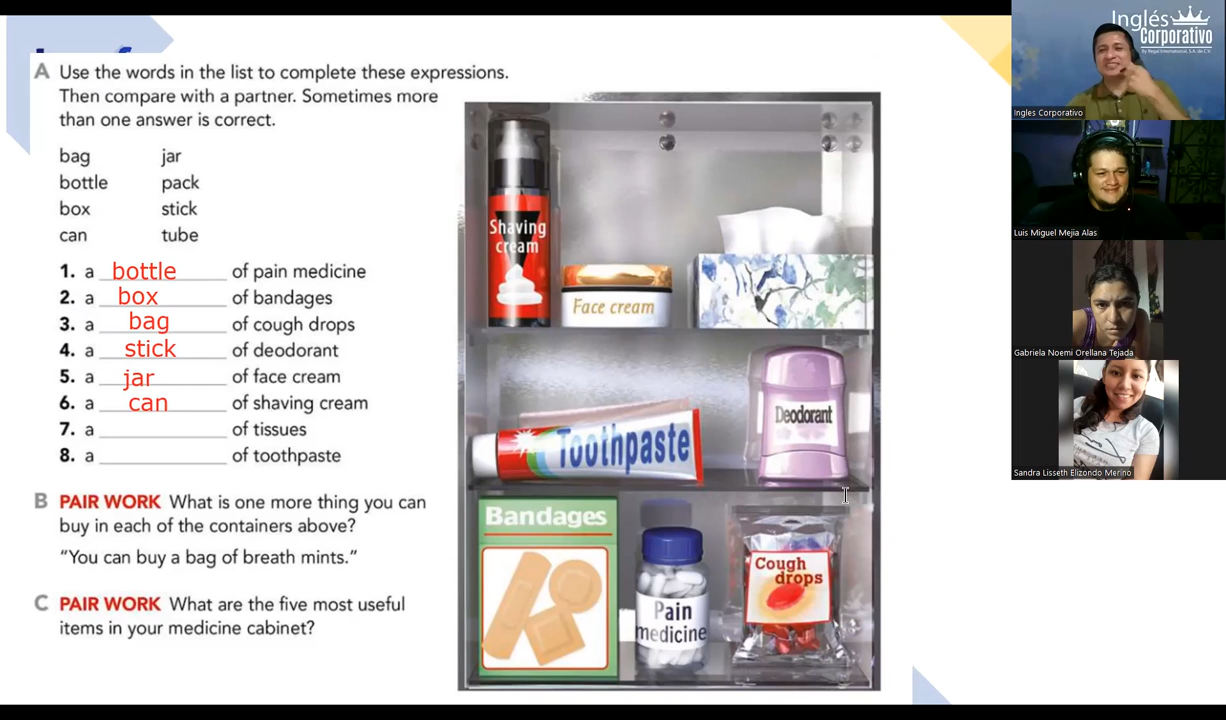 A Use the words in the list to complete these expressions.
Then compare with a partner. Sometimes more
than one answer is correct.
bag jar
bottle pack
box stick
can tube
1. a bottle of pain medicine
2. a box of bandages
3. a bag of cough drops
4. a stick of deodorant
5. a jar of face cream
6. a can of shaving cream
7. a ____________ of tissues
8. a ____________ of toothpaste
B PAIR WORK What is one more thing you can
buy in each of the containers above?
“You can buy a bag of breath mints.”
C PAIR WORK What are the five most useful
items in your medicine cabinet?
Shaving
cream
Face cream
Toothpaste
Deodorant
Bandages
Pain
medicine
Cough
drops
Inglés
Corporativo
By Regal International, S.A. de C.V.
Ingles Corporativo
Luis Miguel Mejia Alas
Gabriela Noemi Orellana Tejada
Sandra Lisseth Elizondo Merino